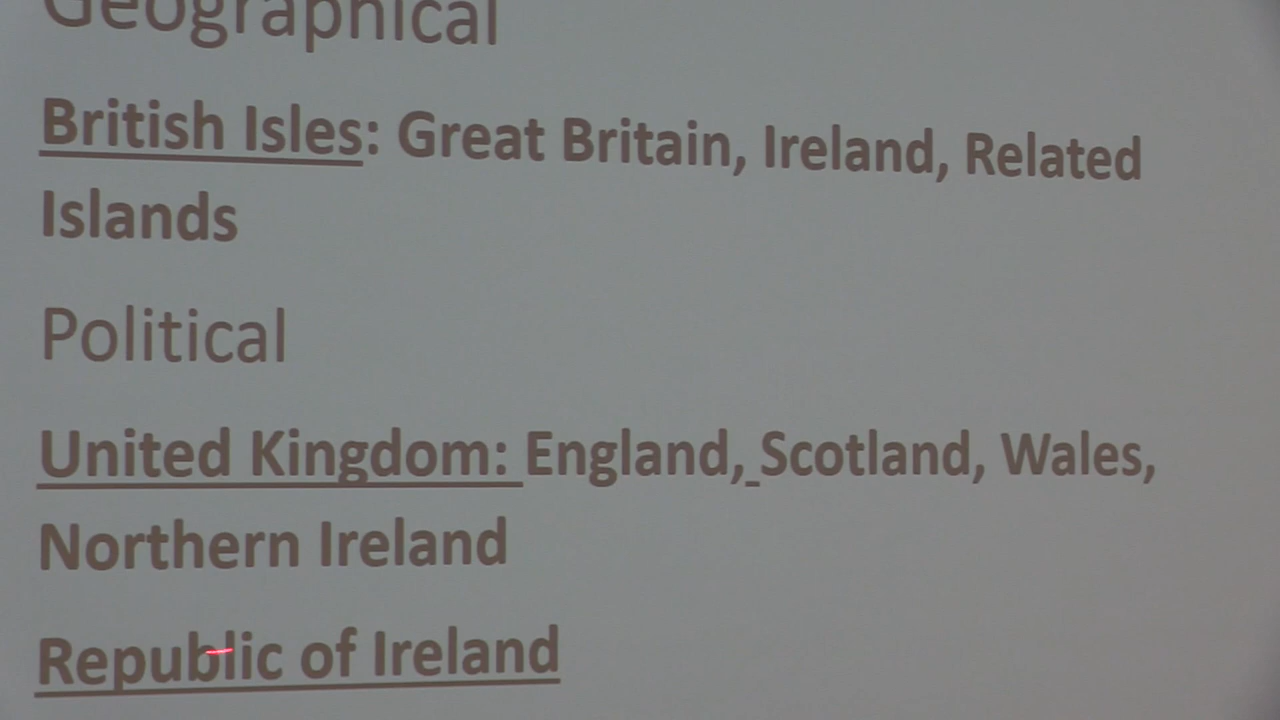 Geographical
British Isles: Great Britain, Ireland, Related
Islands
Political
United Kingdom: England, Scotland, Wales,
Northern Ireland
Republic of Ireland